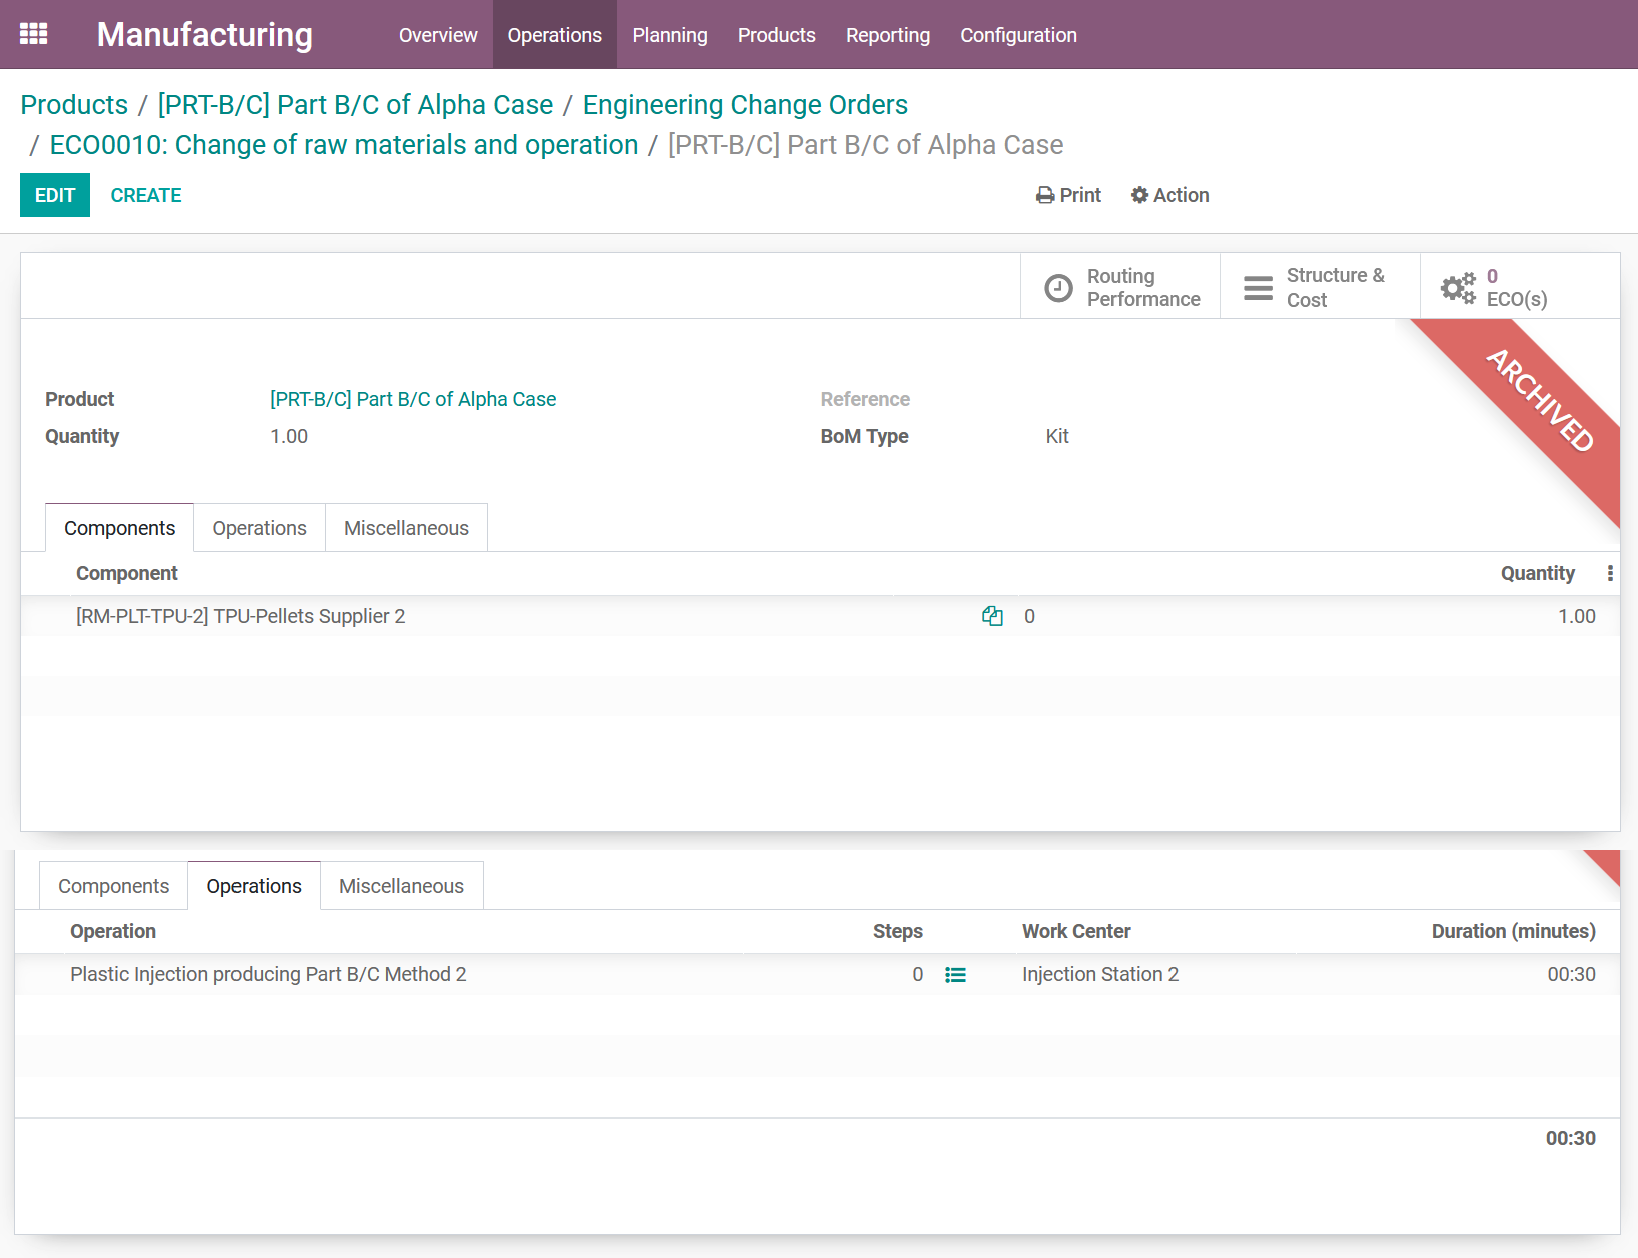 Manufacturing Overview Operations Planning Products Reporting Configuration
Products / [PRT-B/C] Part B/C of Alpha Case / Engineering Change Orders
/ ECO0010: Change of raw materials and operation / [PRT-B/C] Part B/C of Alpha Case
EDIT CREATE Print Action
Routing Performance
Structure & Cost
0 ECO(s)
ARCHIVED
Product [PRT-B/C] Part B/C of Alpha Case Reference
Quantity 1.00 BoM Type Kit
Components Operations Miscellaneous
Component Quantity
[RM-PLT-TPU-2] TPU-Pellets Supplier 2 0 1.00
Components Operations Miscellaneous
Operation Steps Work Center Duration (minutes)
Plastic Injection producing Part B/C Method 2 0 Injection Station 2 00:30
00:30